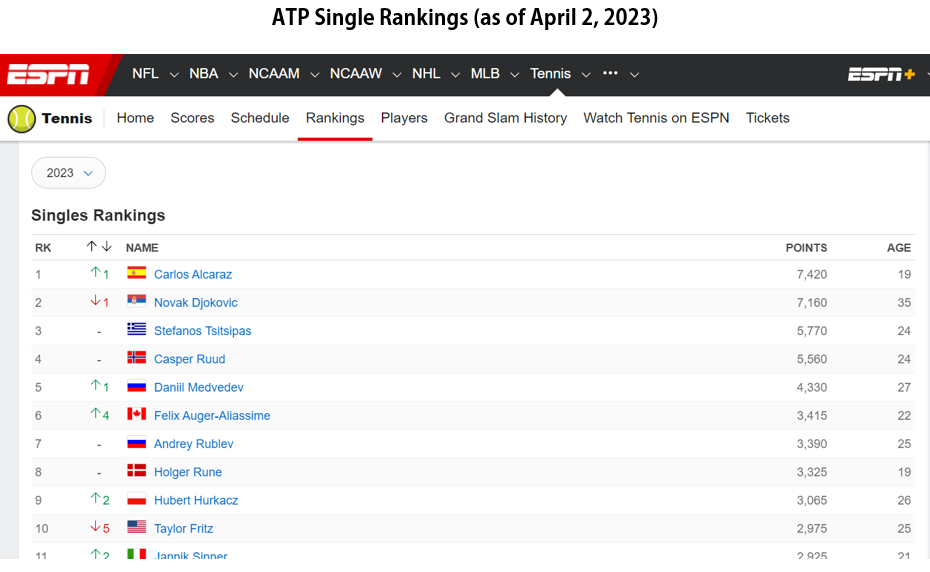 ATP Single Rankings (as of April 2, 2023)
ESPN NFL NBA NCAAM NCAAW NHL MLB Tennis ••• ESPN+
Tennis Home Scores Schedule Rankings Players Grand Slam History Watch Tennis on ESPN Tickets
2023
Singles Rankings
RK ↑↓ NAME POINTS AGE
1 ↑1 Carlos Alcaraz 7,420 19
2 ↓1 Novak Djokovic 7,160 35
3 - Stefanos Tsitsipas 5,770 24
4 - Casper Ruud 5,560 24
5 ↑1 Daniil Medvedev 4,330 27
6 ↑4 Felix Auger-Aliassime 3,415 22
7 - Andrey Rublev 3,390 25
8 - Holger Rune 3,325 19
9 ↑2 Hubert Hurkacz 3,065 26
10 ↓5 Taylor Fritz 2,975 25
11 ↑2 Jannik Sinner 2,925 21